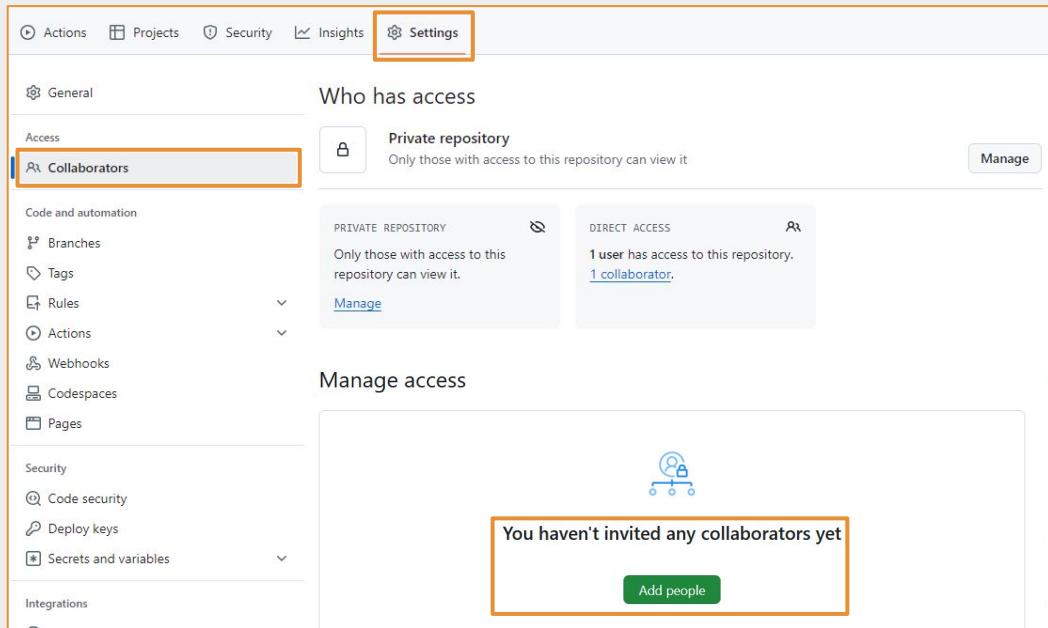 Actions Projects Security Insights Settings
General
Access
Collaborators
Code and automation
Branches
Tags
Rules
Actions
Webhooks
Codespaces
Pages
Security
Code security
Deploy keys
Secrets and variables
Integrations
Who has access
Private repository
Only those with access to this repository can view it
Manage
PRIVATE REPOSITORY
Only those with access to this
repository can view it.
Manage
DIRECT ACCESS
1 user has access to this repository.
1 collaborator.
Manage access
You haven't invited any collaborators yet
Add people